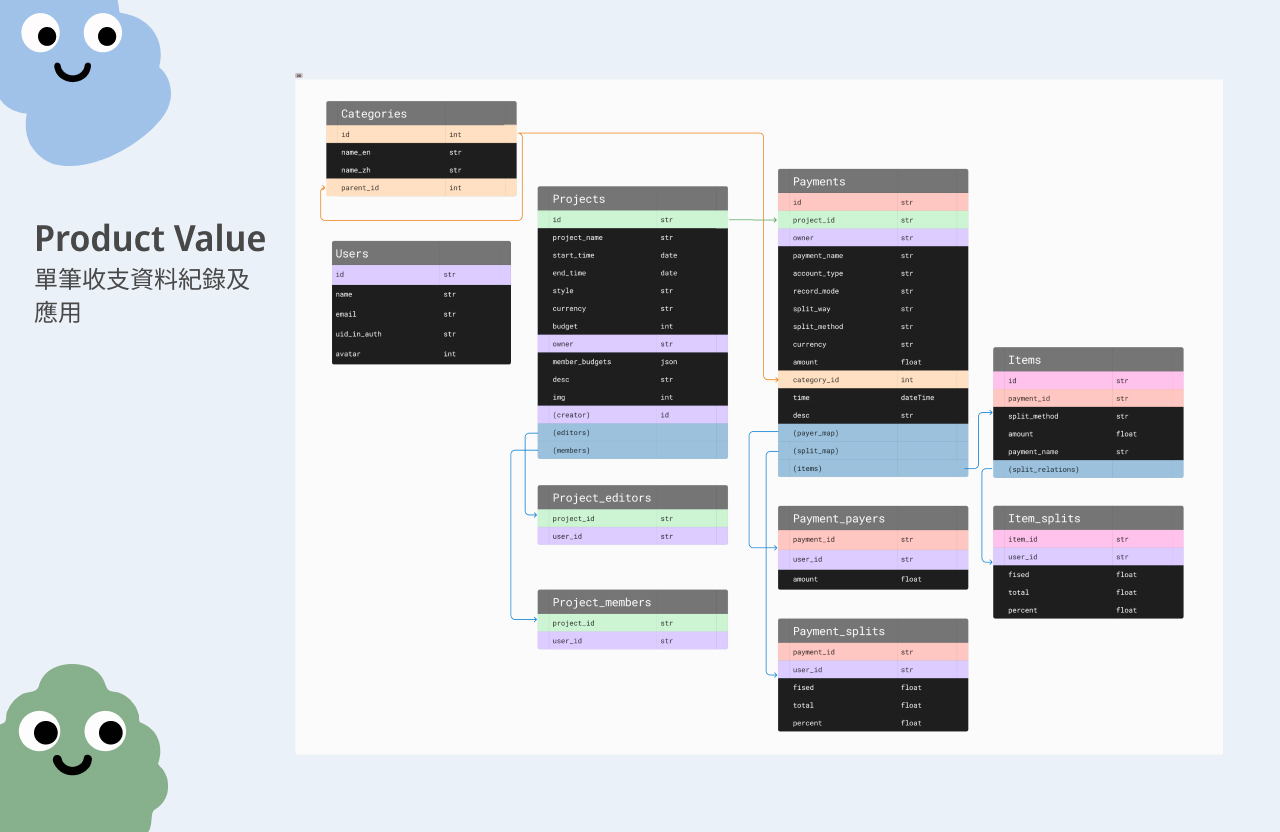 Product Value
單筆收支資料紀錄及
應用
Categories
id int
name_en str
name_zh str
parent_id int
Users
id str
name str
email str
uid_in_auth str
avatar int
Projects
id str
project_name str
start_time date
end_time date
style str
currency str
budget int
owner str
member_budgets json
desc str
img int
(creator) id
(editors)
(members)
Project_editors
project_id str
user_id str
Project_members
project_id str
user_id str
Payments
id str
project_id str
owner str
payment_name str
account_type str
record_mode str
split_way str
split_method str
currency str
amount float
category_id int
time dateTime
desc str
(payer_map)
(split_map)
(items)
Payment_payers
payment_id str
user_id str
amount float
Payment_splits
payment_id str
user_id str
fised float
total float
percent float
Items
id str
payment_id str
split_method str
amount float
payment_name str
(split_relations)
Item_splits
item_id str
user_id str
fised float
total float
percent float